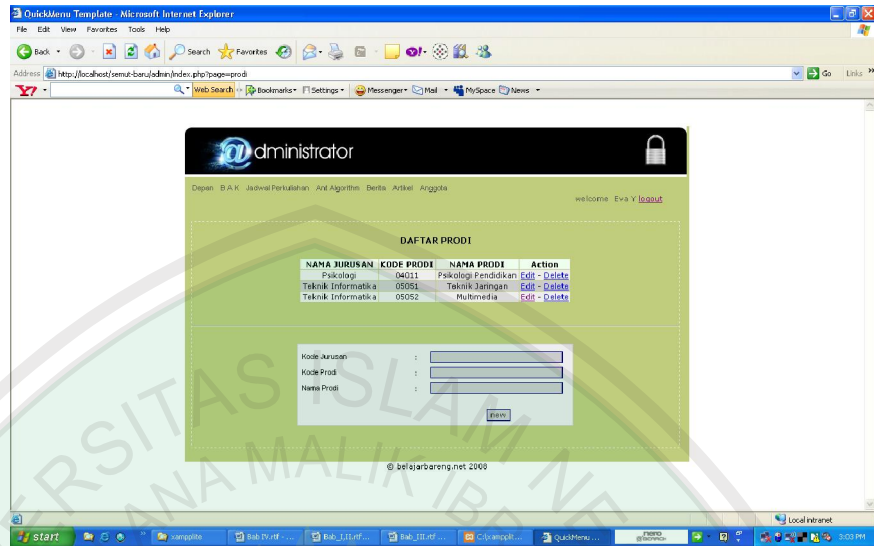 QuickMenu Template - Microsoft Internet Explorer
File Edit View Favorites Tools Help
Back Search Favorites
Address http://localhost/semut-baru/admin/index.php?page=prodi Go Links
Web Search Bookmarks Settings Messenger Mail MySpace News
@dministrator
Depan B A K Jadwal Perkuliahan Ant Algorithm Berita Artikel Anggota
welcome Eva Y logout
DAFTAR PRODI
NAMA JURUSAN KODE PRODI NAMA PRODI Action
Psikologi 04011 Psikologi Pendidikan Edit - Delete
Teknik Informatika 05051 Teknik Jaringan Edit - Delete
Teknik Informatika 05052 Multimedia Edit - Delete
Kode Jurusan :
Kode Prodi :
Nama Prodi :
new
© belajarbareng.net 2008
Local intranet
start xampplite Bab IV.rtf - ... Bab_I,II.rtf... Bab_III.rtf ... C:\xamppli... QuickMenu ... nero 3:03 PM